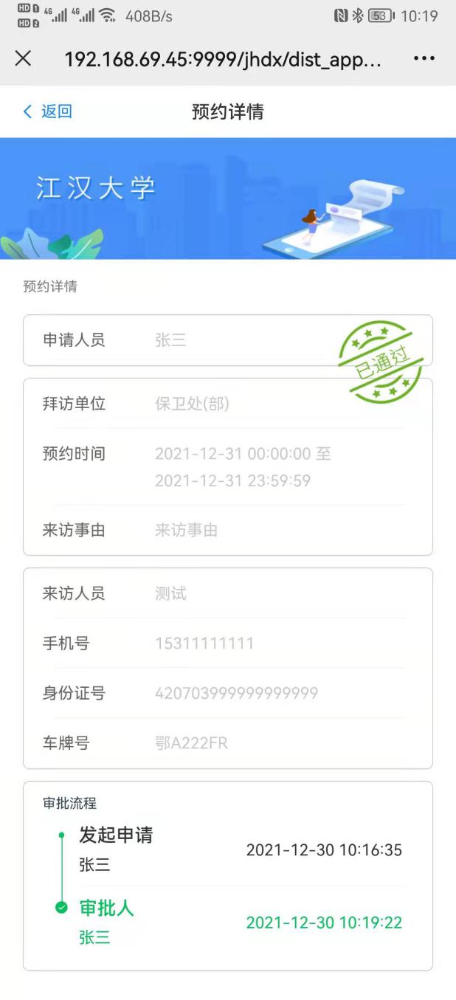 HD 1 4G 4G 408B/s 53 10:19
HD 2
192.168.69.45:9999/jhdx/dist_app...
返回 预约详情
江汉大学
预约详情
申请人员 张三
已通过
拜访单位 保卫处(部)
预约时间 2021-12-31 00:00:00 至
2021-12-31 23:59:59
来访事由 来访事由
来访人员 测试
手机号 15311111111
身份证号 420703999999999999
车牌号 鄂A222FR
审批流程
发起申请
2021-12-30 10:16:35
张三
审批人
2021-12-30 10:19:22
张三